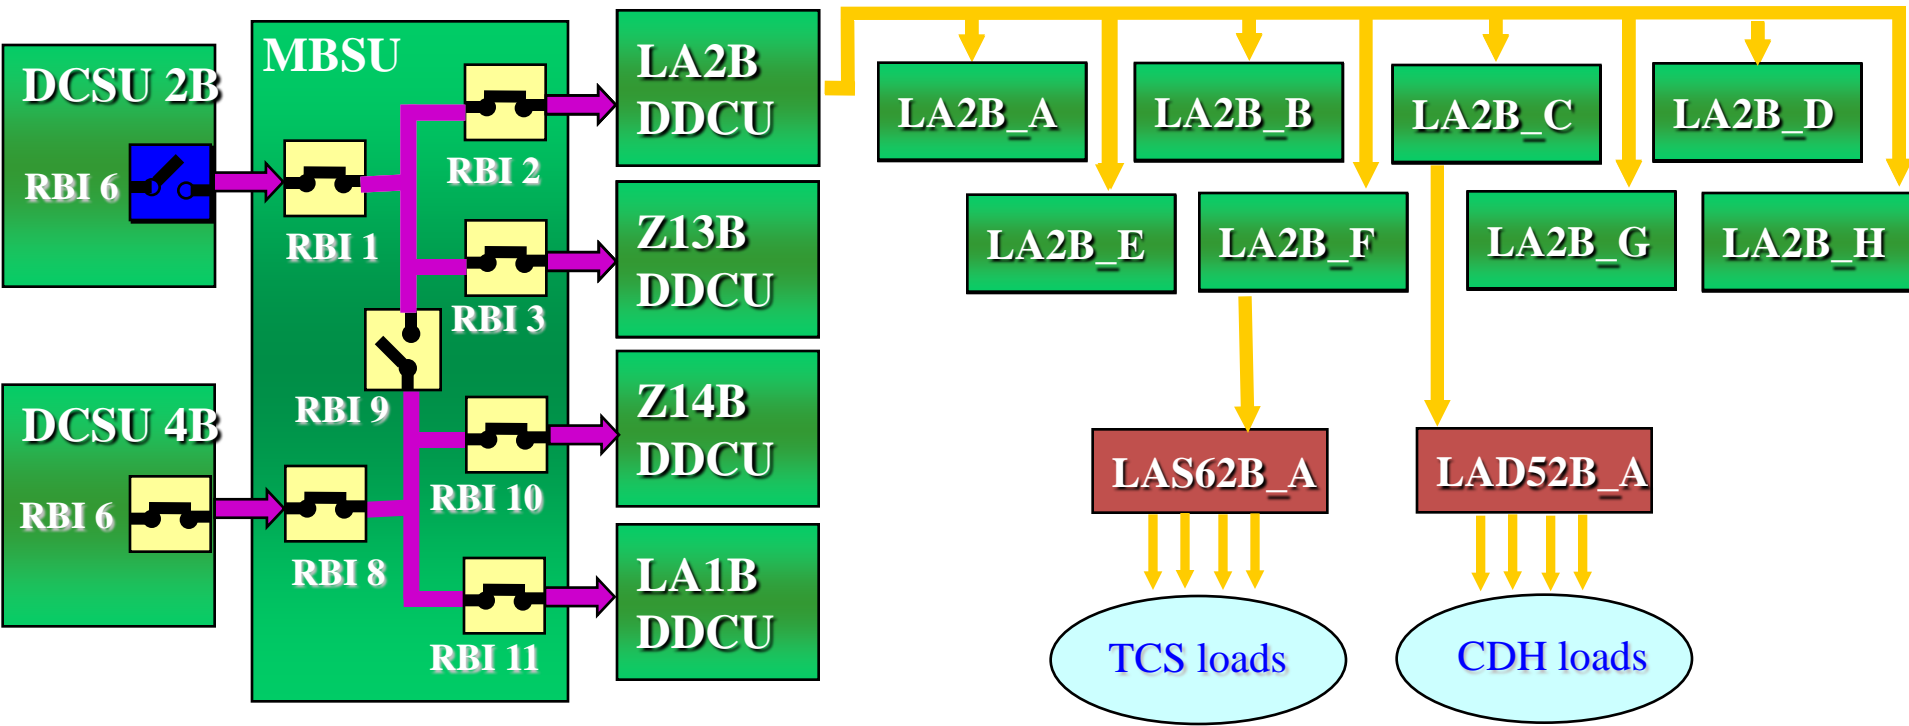 DCSU 2B
RBI 6
DCSU 4B
RBI 6
MBSU
RBI 1
RBI 2
RBI 3
RBI 9
RBI 10
RBI 8
RBI 11
LA2B
DDCU
Z13B
DDCU
Z14B
DDCU
LA1B
DDCU
LA2B_A
LA2B_B
LA2B_C
LA2B_D
LA2B_E
LA2B_F
LA2B_G
LA2B_H
LAS62B_A
LAD52B_A
TCS loads
CDH loads